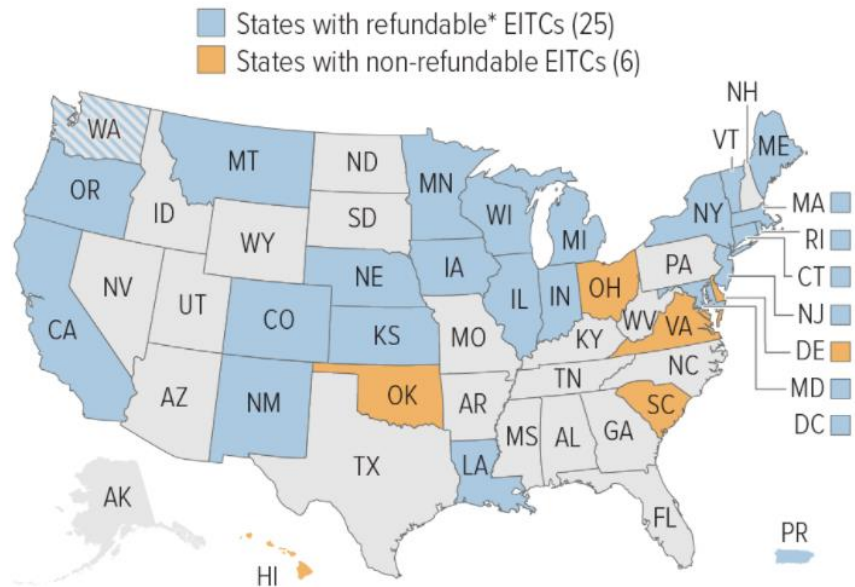 States with refundable* EITCs (25)
States with non-refundable EITCs (6)
NH
WA
VT
ME
MT
ND
MN
OR
ID
SD
WI
NY
MA
WY
MI
RI
IA
PA
CT
NE
NV
IL
IN
OH
NJ
UT
CO
WV
VA
CA
KS
MO
KY
DE
NC
TN
MD
AZ
NM
OK
AR
SC
DC
MS
AL
GA
TX
LA
AK
FL
PR
HI